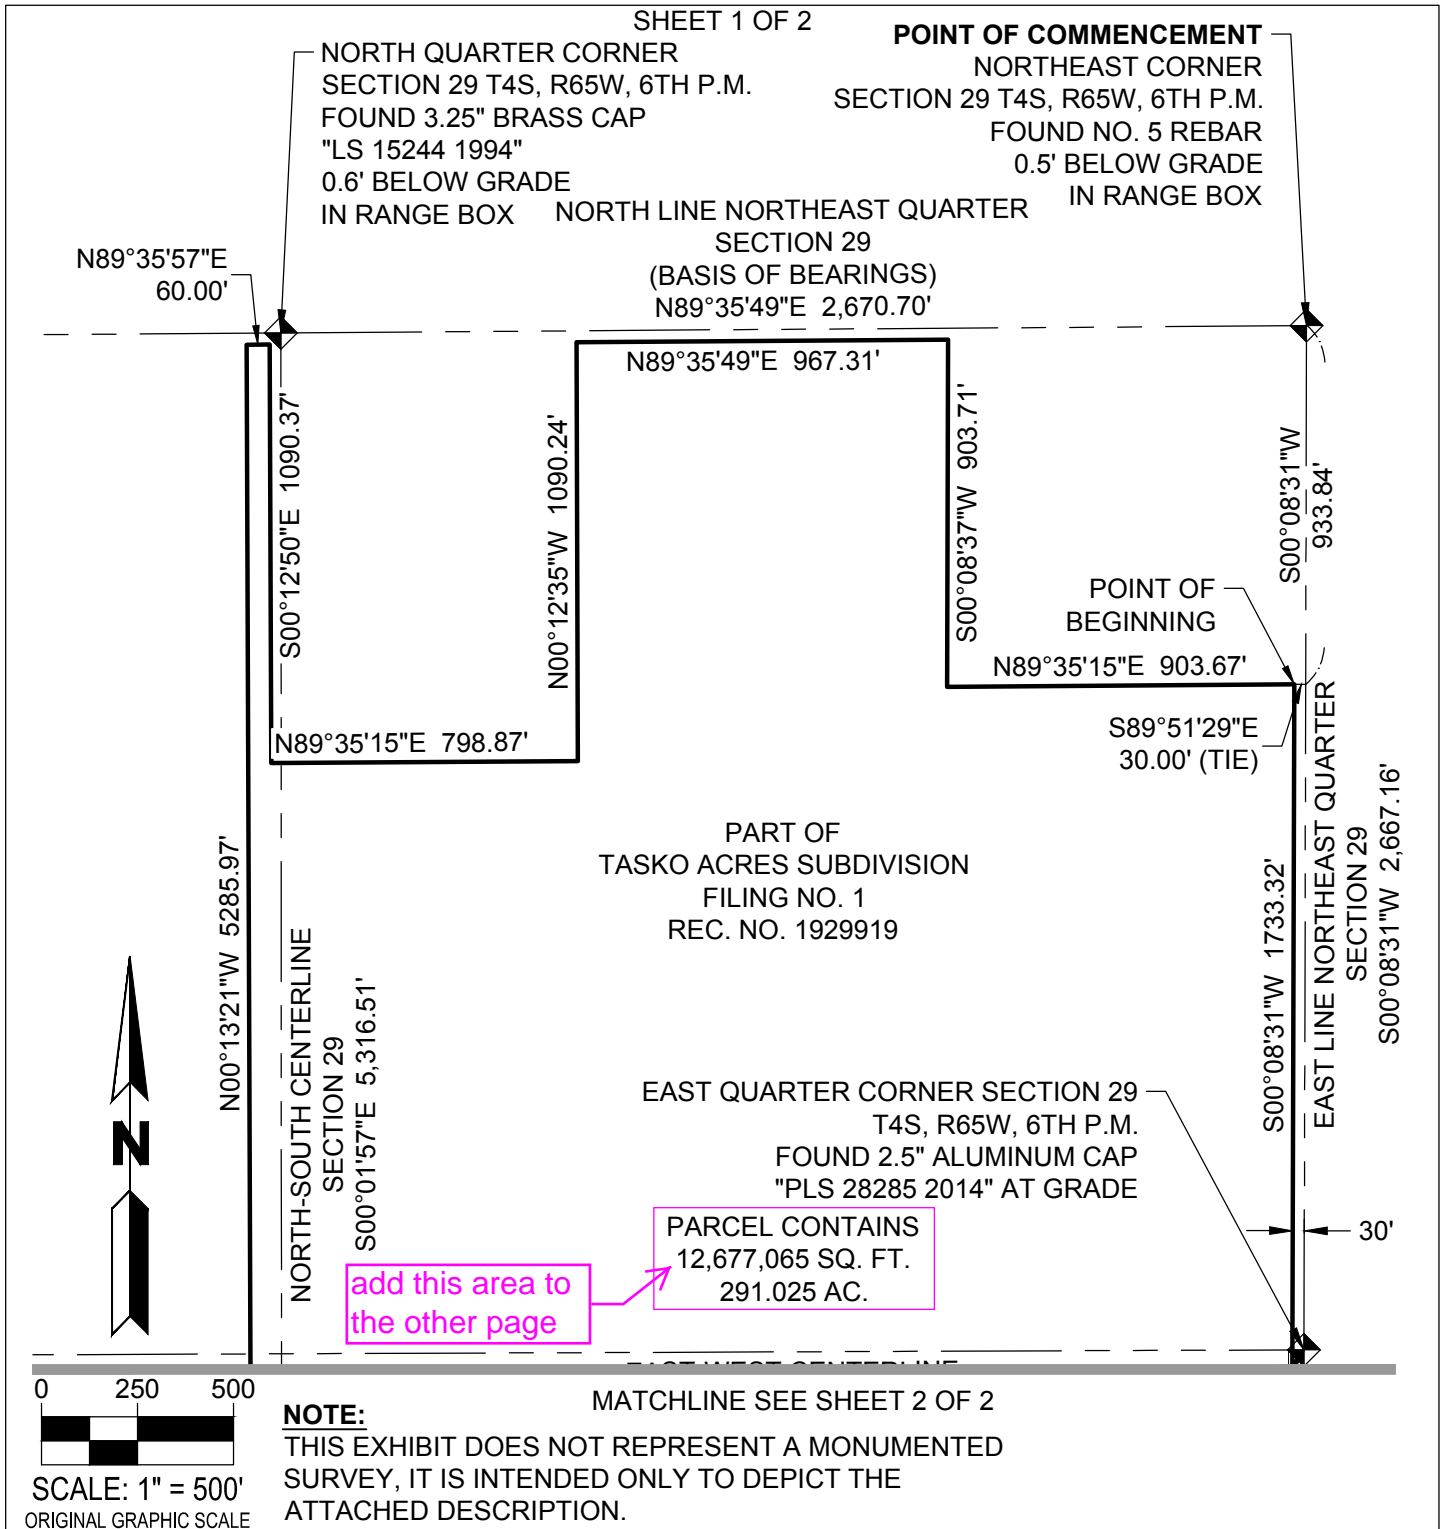 SHEET 1 OF 2
NORTH QUARTER CORNER
SECTION 29 T4S, R65W, 6TH P.M.
FOUND 3.25" BRASS CAP
"LS 15244 1994"
0.6' BELOW GRADE
IN RANGE BOX
POINT OF COMMENCEMENT
NORTHEAST CORNER
SECTION 29 T4S, R65W, 6TH P.M.
FOUND NO. 5 REBAR
0.5' BELOW GRADE
IN RANGE BOX
NORTH LINE NORTHEAST QUARTER
SECTION 29
(BASIS OF BEARINGS)
N89°35'49"E 2,670.70'
N89°35'57"E
60.00'
N89°35'49"E 967.31'
S00°12'50"E 1090.37'
N00°12'35"W 1090.24'
S00°08'37"W 903.71'
S00°08'31"W
933.84'
POINT OF
BEGINNING
N89°35'15"E 903.67'
S89°51'29"E
30.00' (TIE)
N89°35'15"E 798.87'
PART OF
TASKO ACRES SUBDIVISION
FILING NO. 1
REC. NO. 1929919
N00°13'21"W 5285.97'
NORTH-SOUTH CENTERLINE
SECTION 29
S00°01'57"E 5,316.51'
S00°08'31"W 1733.32'
EAST LINE NORTHEAST QUARTER
SECTION 29
S00°08'31"W 2,667.16'
EAST QUARTER CORNER SECTION 29
T4S, R65W, 6TH P.M.
FOUND 2.5" ALUMINUM CAP
"PLS 28285 2014" AT GRADE
PARCEL CONTAINS
12,677,065 SQ. FT.
291.025 AC.
30'
add this area to
the other page
N
EAST-WEST CENTERLINE
MATCHLINE SEE SHEET 2 OF 2
0 250 500
SCALE: 1" = 500'
ORIGINAL GRAPHIC SCALE
NOTE:
THIS EXHIBIT DOES NOT REPRESENT A MONUMENTED
SURVEY, IT IS INTENDED ONLY TO DEPICT THE
ATTACHED DESCRIPTION.